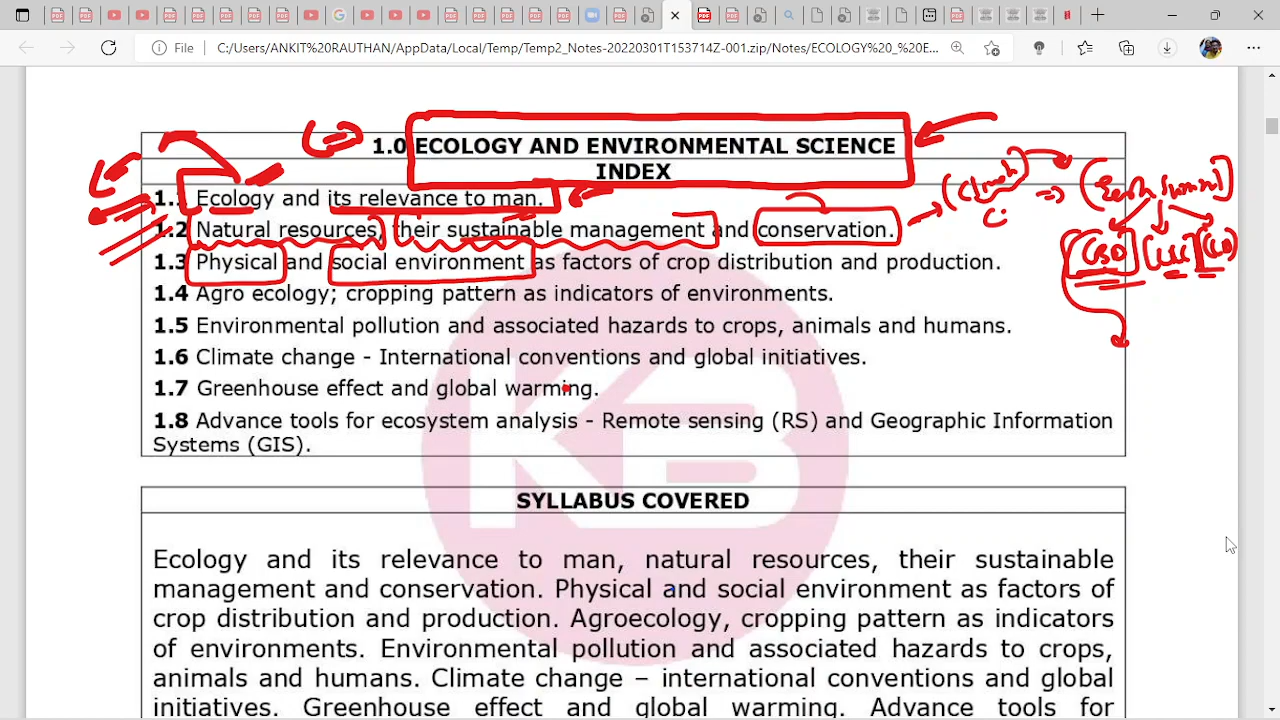 File C:/Users/ANKIT%20RAUTHAN/AppData/Local/Temp/Temp2_Notes-20220301T153714Z-001.zip/Notes/ECOLOGY%20_%20E...
1.0 ECOLOGY AND ENVIRONMENTAL SCIENCE
INDEX
1.1 Ecology and its relevance to man.
1.2 Natural resources, their sustainable management and conservation.
1.3 Physical and social environment as factors of crop distribution and production.
1.4 Agro ecology; cropping pattern as indicators of environments.
1.5 Environmental pollution and associated hazards to crops, animals and humans.
1.6 Climate change - International conventions and global initiatives.
1.7 Greenhouse effect and global warming.
1.8 Advance tools for ecosystem analysis - Remote sensing (RS) and Geographic Information
Systems (GIS).
KB
SYLLABUS COVERED
Ecology and its relevance to man, natural resources, their sustainable
management and conservation. Physical and social environment as factors of
crop distribution and production. Agroecology, cropping pattern as indicators
of environments. Environmental pollution and associated hazards to crops,
animals and humans. Climate change – international conventions and global
initiatives. Greenhouse effect and global warming. Advance tools for